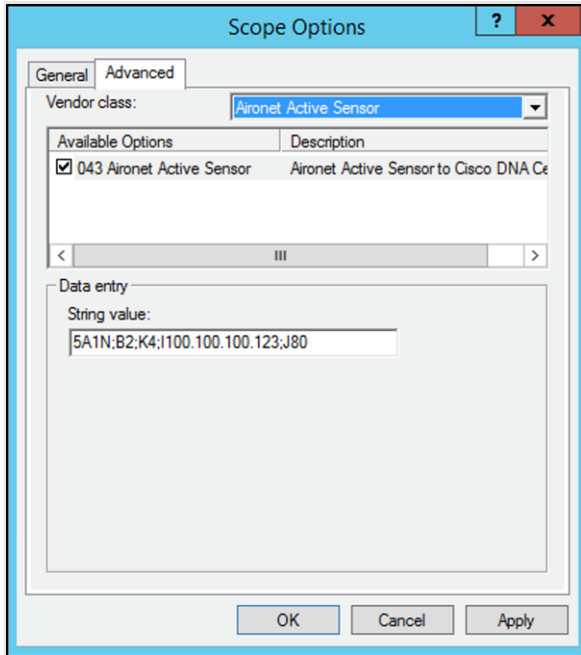 Scope Options
?
x
General
Advanced
Vendor class:
Aironet Active Sensor
Available Options
Description
043 Aironet Active Sensor
Aironet Active Sensor to Cisco DNA Ce
Data entry
String value:
5A1N;B2;K4;I100.100.100.123;J80
OK
Cancel
Apply